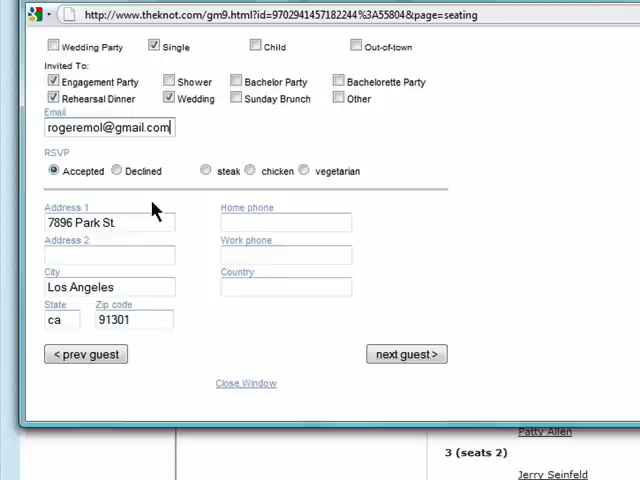 http://www.theknot.com/gm9.html?id=9702941457182244%3A55804&page=seating
Wedding Party Single Child Out-of-town
Invited To:
Engagement Party Shower Bachelor Party Bachelorette Party
Rehearsal Dinner Wedding Sunday Brunch Other
Email
rogeremol@gmail.com
RSVP
Accepted Declined steak chicken vegetarian
Address 1 Home phone
7896 Park St.
Address 2 Work phone
City Country
Los Angeles
State Zip code
ca 91301
< prev guest next guest >
Close Window
Patty Allen
3 (seats 2)
Jerry Seinfeld